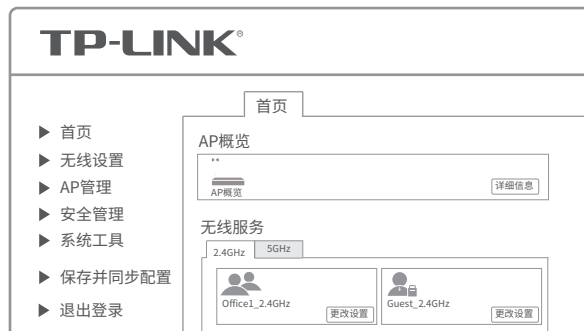 TP-LINK®
首页
首页
无线设置
AP管理
安全管理
系统工具
保存并同步配置
退出登录
AP概览
AP概览
详细信息
无线服务
2.4GHz 5GHz
Office1_2.4GHz
更改设置
Guest_2.4GHz
更改设置